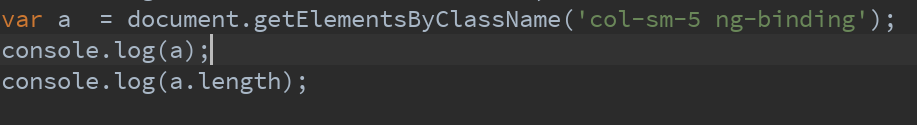 var a  = document.getElementsByClassName('col-sm-5 ng-binding');
console.log(a);
console.log(a.length);